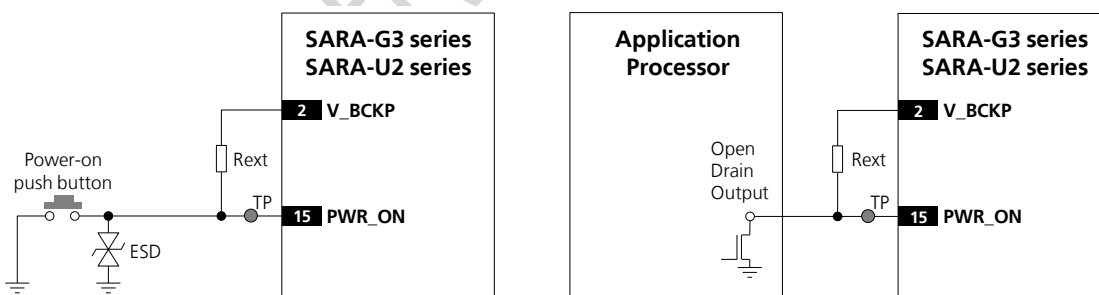 SARA-G3 series
SARA-U2 series
2 V_BCKP
Power-on
push button
Rext
TP
15 PWR_ON
ESD
Application
Processor
Open
Drain
Output
SARA-G3 series
SARA-U2 series
2 V_BCKP
Rext
TP
15 PWR_ON